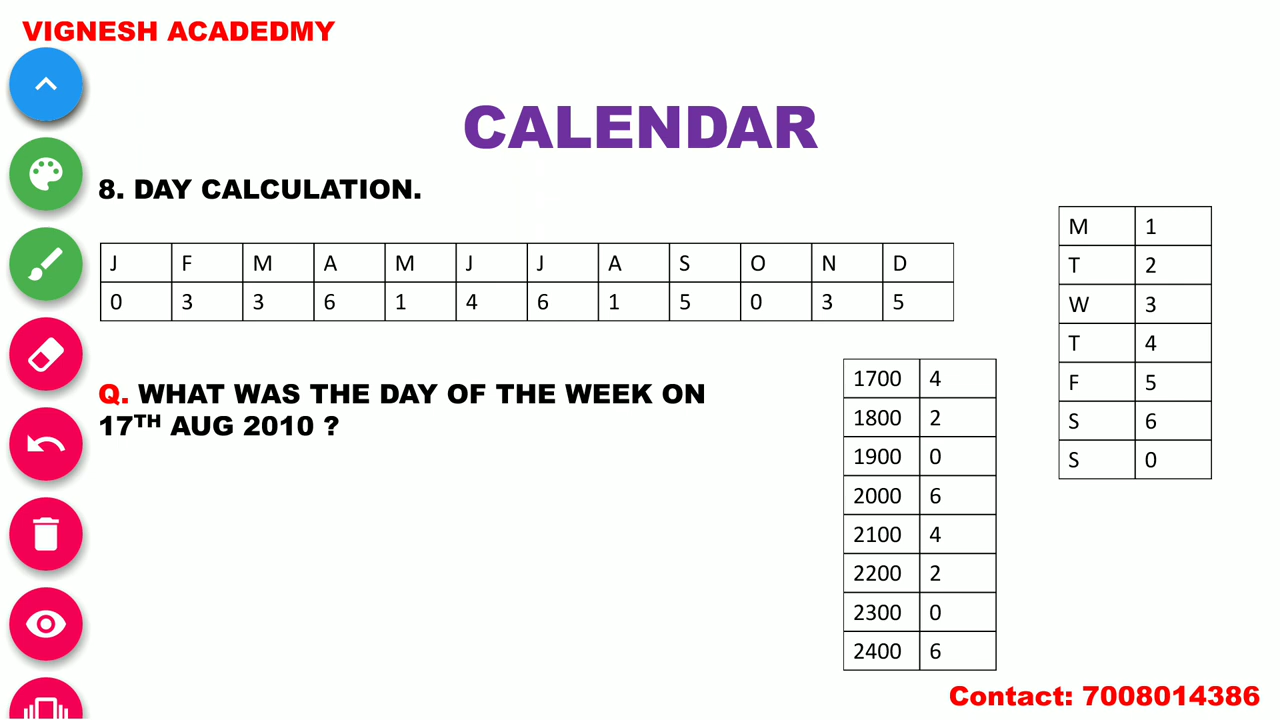 VIGNESH ACADEDMY
CALENDAR
8. DAY CALCULATION.
J F M A M J J A S O N D
0 3 3 6 1 4 6 1 5 0 3 5
M 1
T 2
W 3
T 4
F 5
S 6
S 0
Q. WHAT WAS THE DAY OF THE WEEK ON
17TH AUG 2010 ?
1700 4
1800 2
1900 0
2000 6
2100 4
2200 2
2300 0
2400 6
Contact: 7008014386